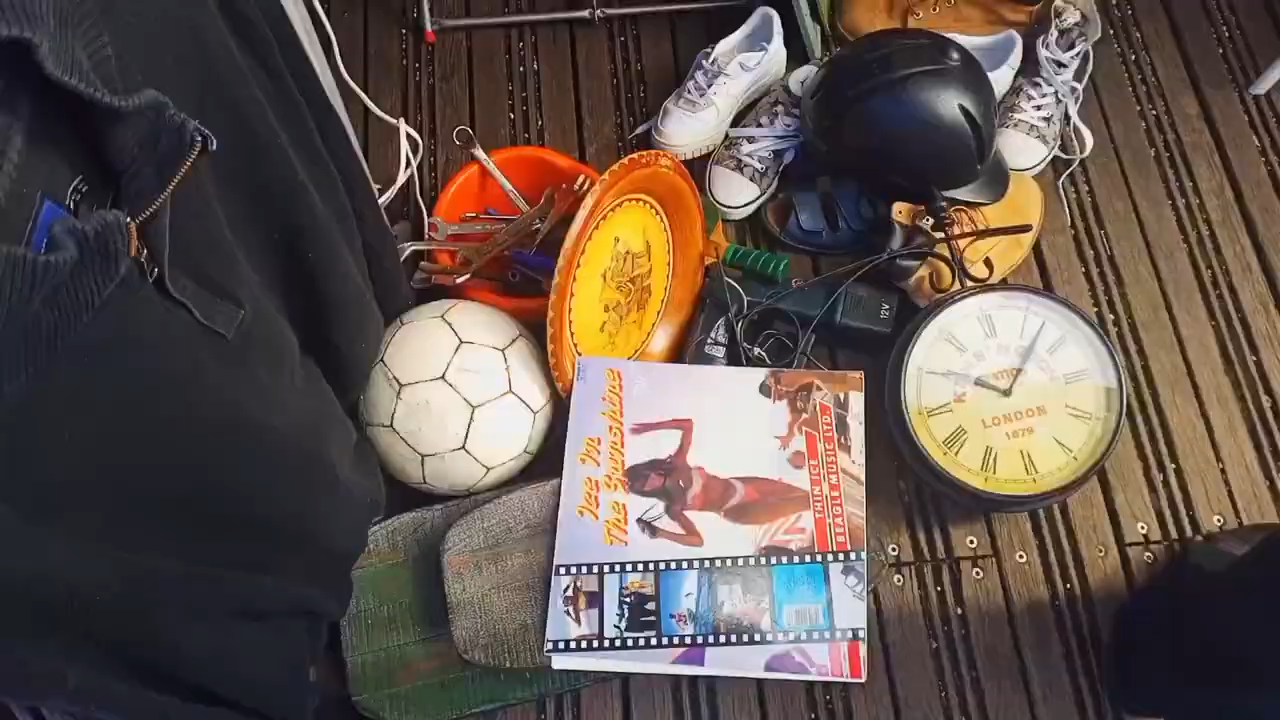 Ice In
The Sunshine
THIN ICE
BEAGLE MUSIC LTD.
12V
LONDON
1879